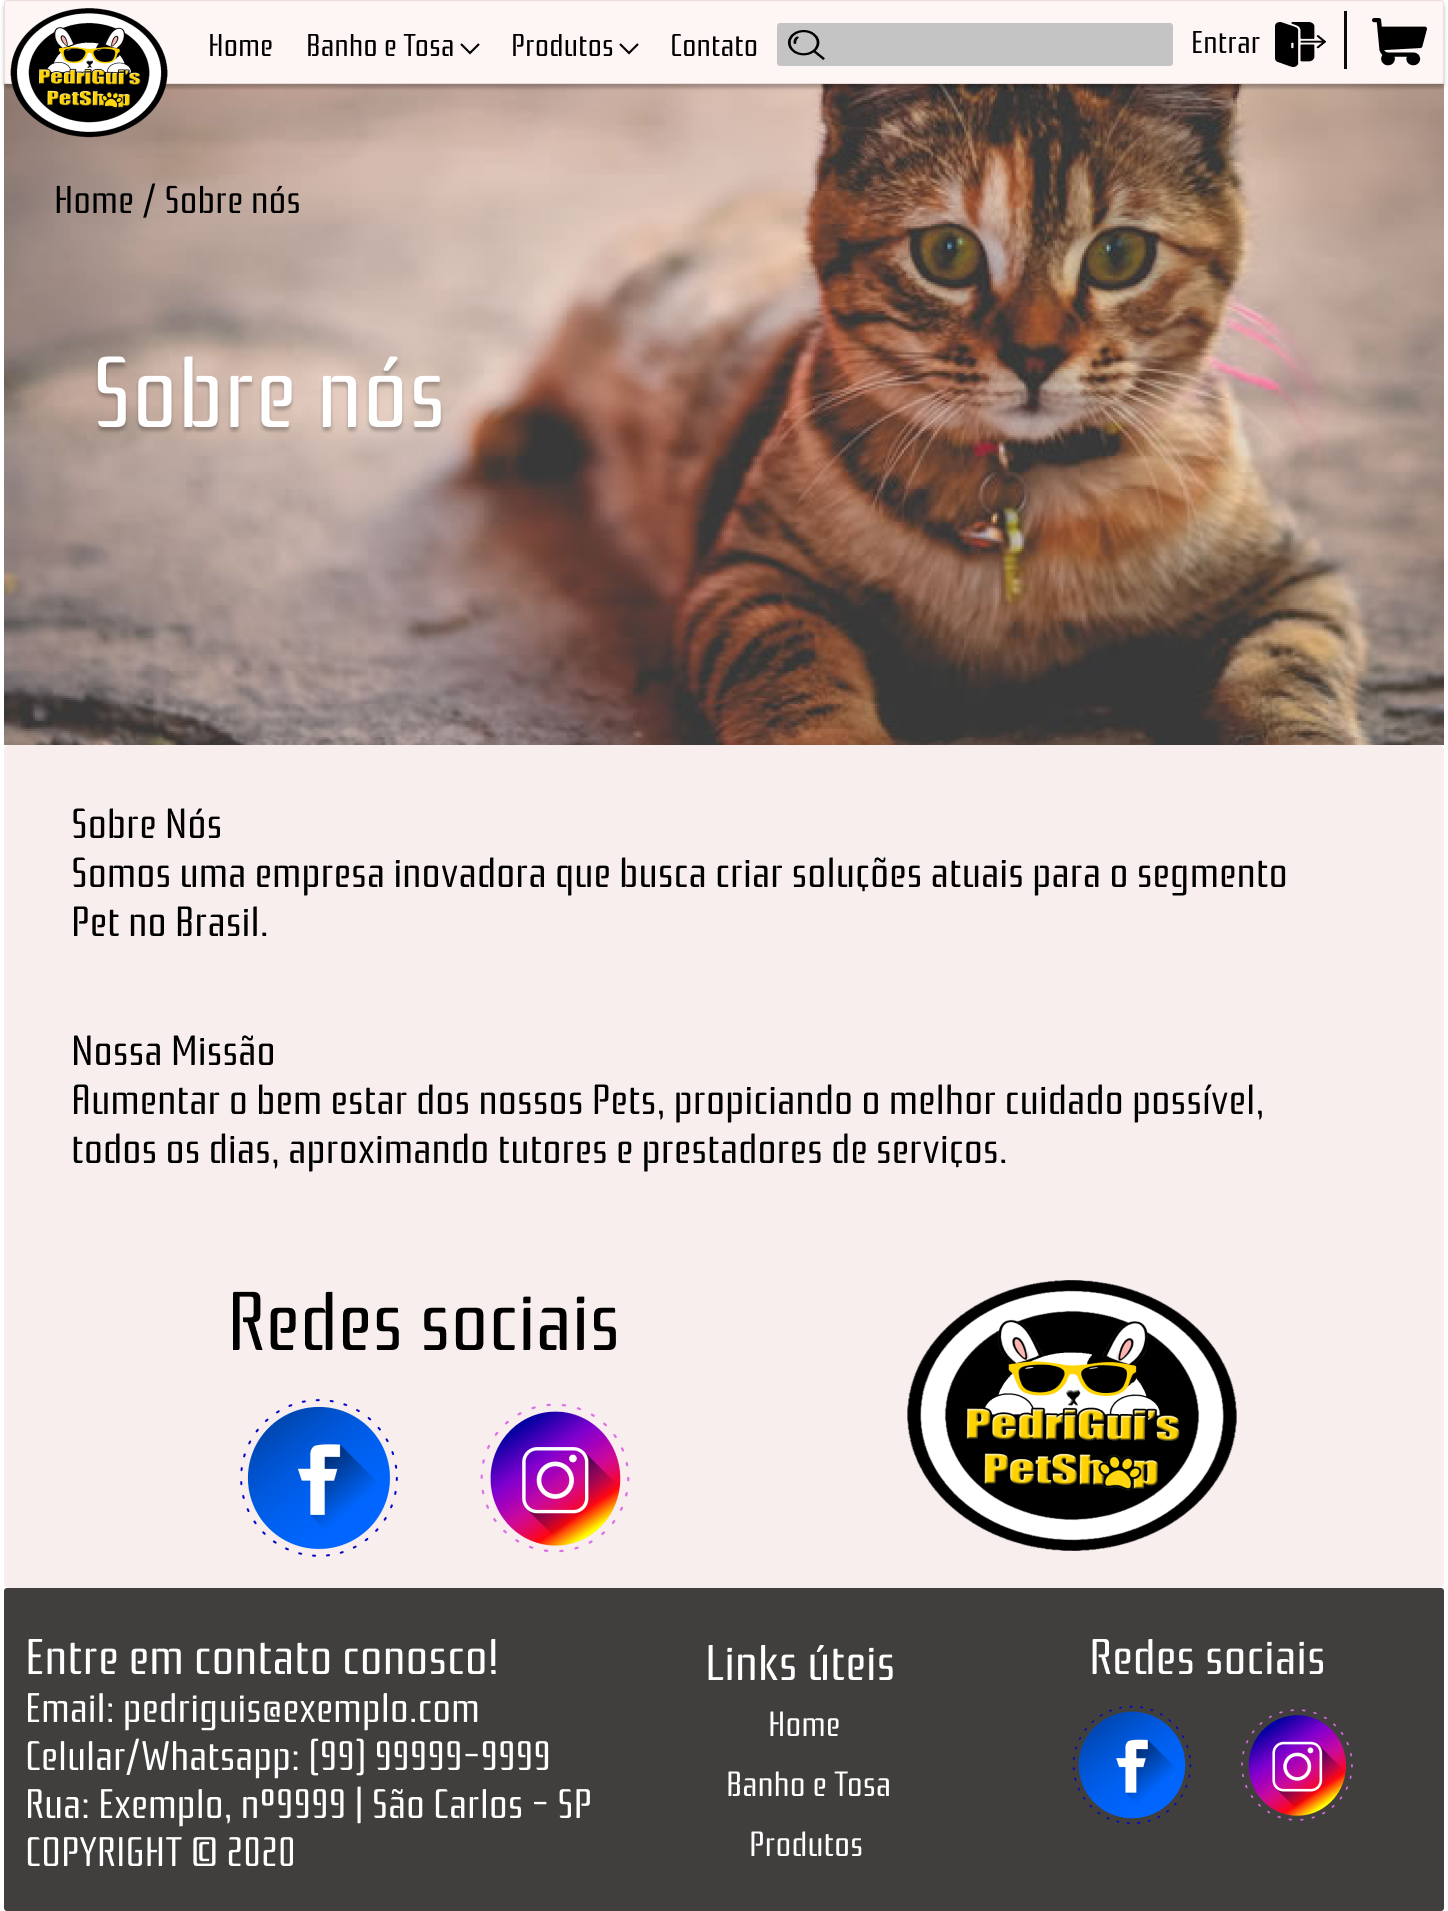 PedriGui's
PetShop
Home
Banho e Tosa
Produtos
Contato
Entrar
Home / Sobre nós
Sobre nós
Sobre Nós
Somos uma empresa inovadora que busca criar soluções atuais para o segmento
Pet no Brasil.
Nossa Missão
Aumentar o bem estar dos nossos Pets, propiciando o melhor cuidado possível,
todos os dias, aproximando tutores e prestadores de serviços.
Redes sociais
PedriGui's
PetShop
Entre em contato conosco!
Email: pedriguis@exemplo.com
Celular/Whatsapp: (99) 99999-9999
Rua: Exemplo, nº9999 | São Carlos - SP
COPYRIGHT © 2020
Links úteis
Home
Banho e Tosa
Produtos
Redes sociais